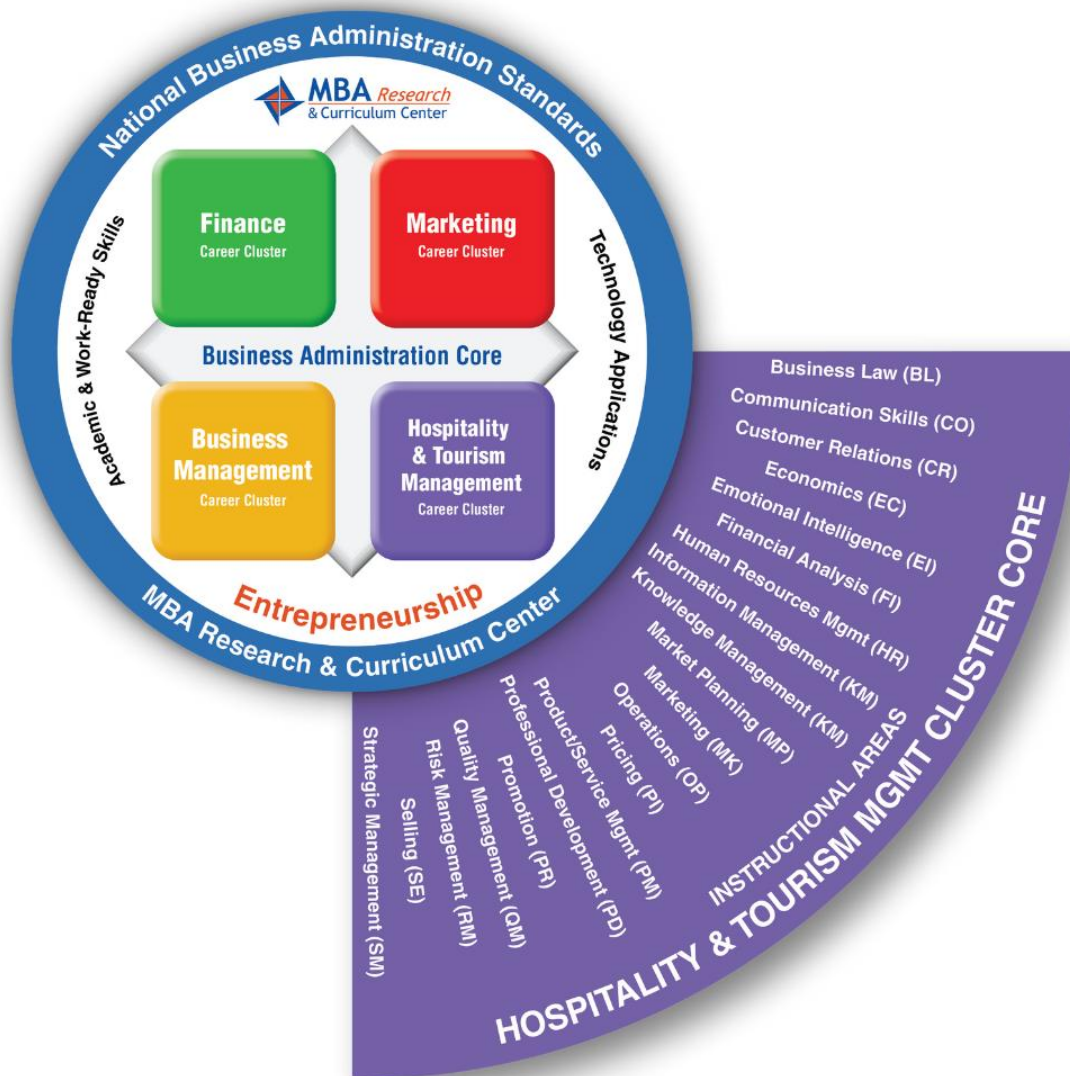 National Business Administration Standards
MBA Research
& Curriculum Center
Academic & Work-Ready Skills
Technology Applications
Finance
Career Cluster
Marketing
Career Cluster
Business Administration Core
Business
Management
Career Cluster
Hospitality
& Tourism
Management
Career Cluster
Entrepreneurship
MBA Research & Curriculum Center
Business Law (BL)
Communication Skills (CO)
Customer Relations (CR)
Economics (EC)
Emotional Intelligence (EI)
Financial Analysis (FI)
Human Resources Mgmt (HR)
Information Management (KM)
Knowledge Management (KM)
Market Planning (MP)
Marketing (MK)
Operations (OP)
Pricing (PI)
Product/Service Mgmt (PM)
Professional Development (PD)
Promotion (PR)
Quality Management (QM)
Risk Management (RM)
Selling (SE)
Strategic Management (SM)
INSTRUCTIONAL AREAS
HOSPITALITY & TOURISM MGMT CLUSTER CORE